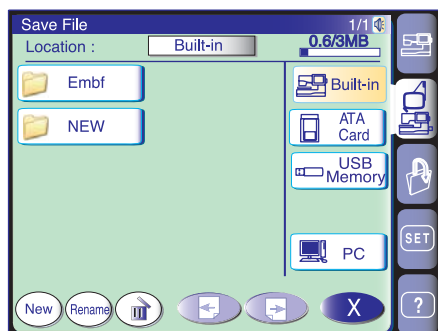 Save File 1/1
Location : Built-in 0.6/3MB
Embf
Built-in
NEW
ATA
Card
USB
Memory
PC
SET
New Rename X ?